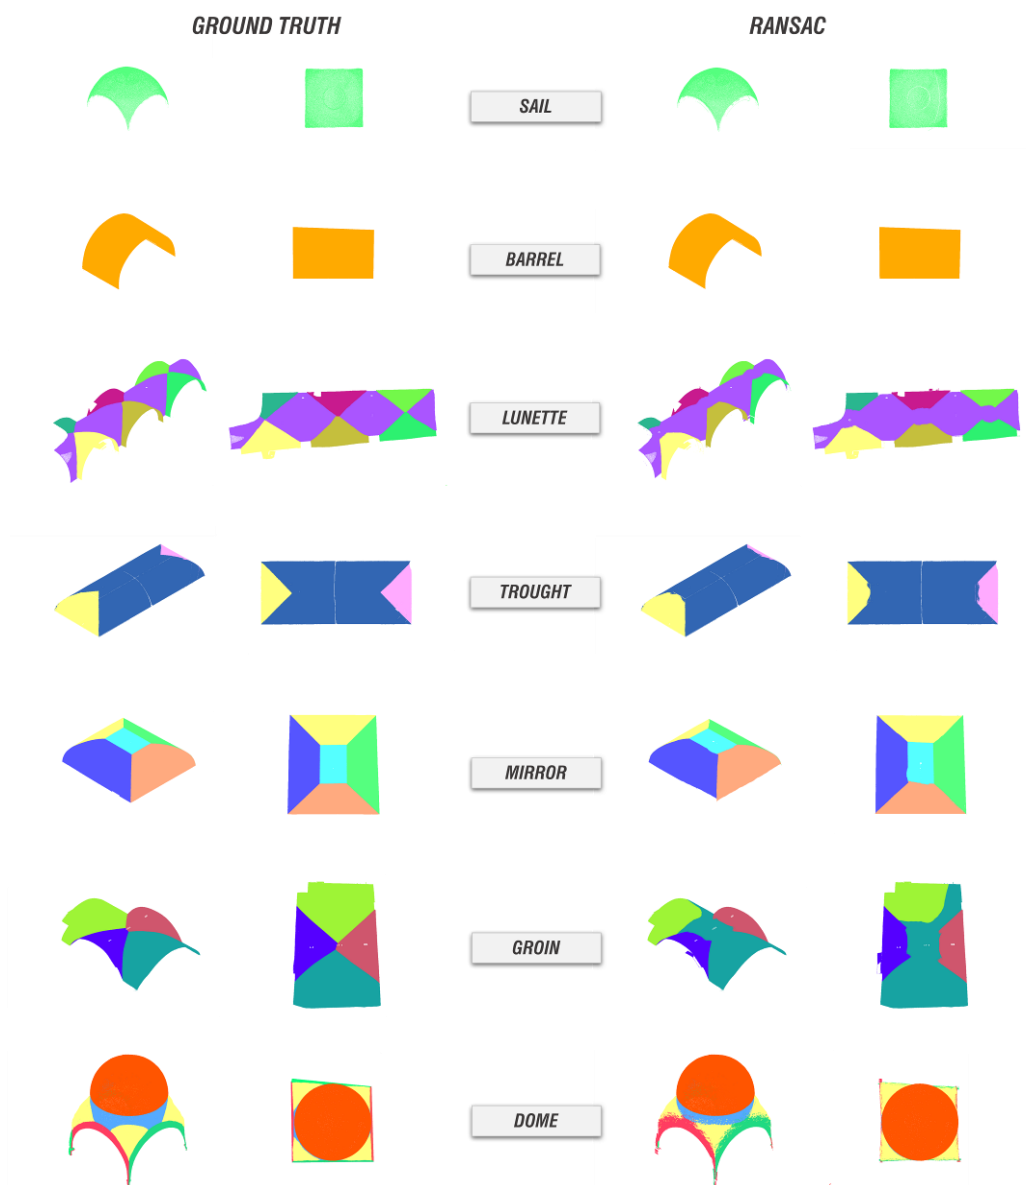 GROUND TRUTH
RANSAC
SAIL
BARREL
LUNETTE
TROUGHT
MIRROR
GROIN
DOME